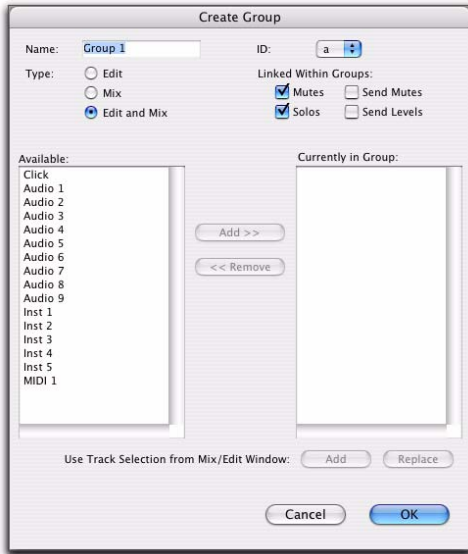 Create Group
Name: Group 1 ID: a
Type: Edit Linked Within Groups:
Mix Mutes Send Mutes
Edit and Mix Solos Send Levels
Available: Currently in Group:
Click
Audio 1
Audio 2
Audio 3
Audio 4
Audio 5
Audio 6
Audio 7
Audio 8
Audio 9
Inst 1
Inst 2
Inst 3
Inst 4
Inst 5
MIDI 1
Add >>
<< Remove
Use Track Selection from Mix/Edit Window: Add Replace
Cancel OK